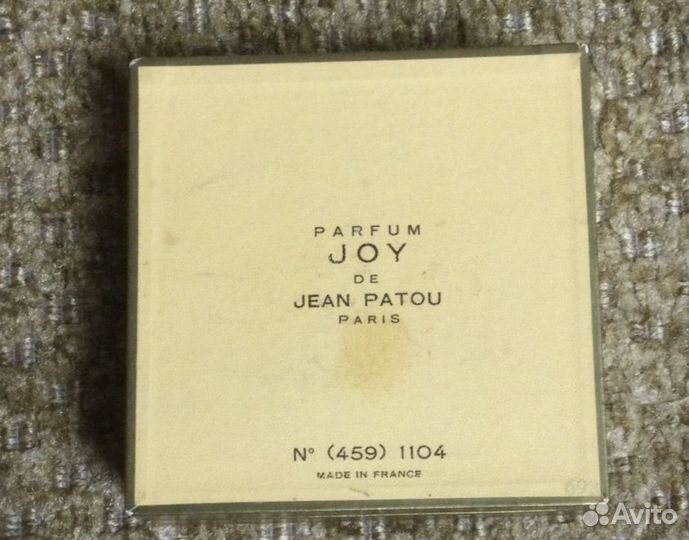 PARFUM
JOY
DE
JEAN PATOU
PARIS
N° (459) 1104
MADE IN FRANCE
Avito